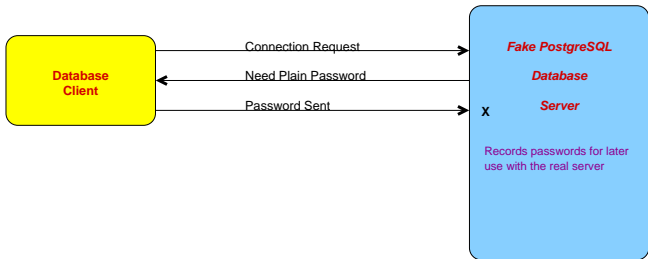 Connection Request
Fake PostgreSQL
Database
Client
Need Plain Password
Database
Password Sent
X
Server
Records passwords for later
use with the real server